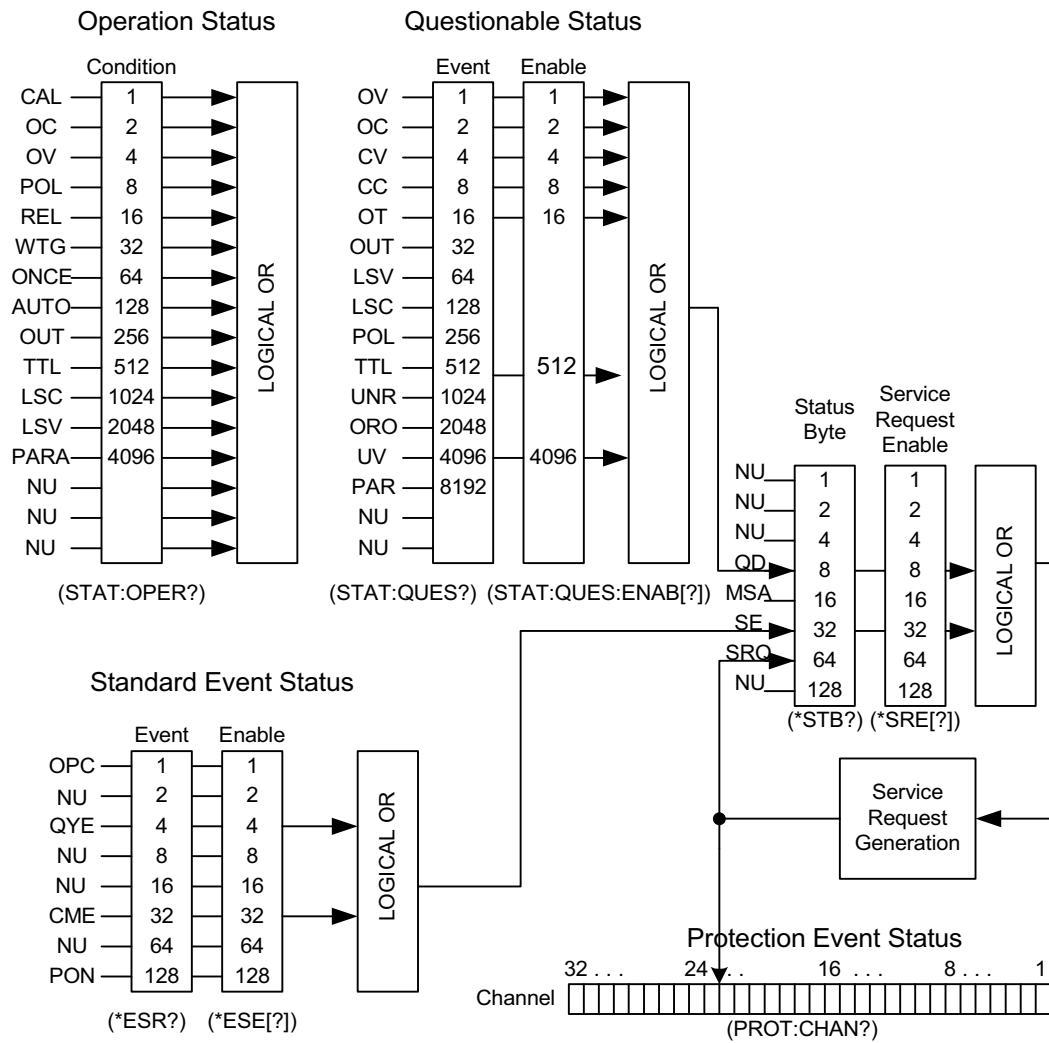 Operation Status
Condition
CAL 1
OC 2
OV 4
POL 8
REL 16
WTG 32
ONCE 64
AUTO 128
OUT 256
TTL 512
LSC 1024
LSV 2048
PARA 4096
NU
NU
NU
LOGICAL OR
(STAT:OPER?)
Questionable Status
Event Enable
OV 1 1
OC 2 2
CV 4 4
CC 8 8
OT 16 16
OUT 32
LSV 64
LSC 128
POL 256
TTL 512 512
UNR 1024
ORO 2048
UV 4096 4096
PAR 8192
NU
NU
LOGICAL OR
(STAT:QUES?) (STAT:QUES:ENAB[?])
Status Byte
Service Request Enable
NU 1 1
NU 2 2
NU 4 4
QD 8 8
MSA 16 16
SE 32 32
SRQ 64 64
NU 128 128
LOGICAL OR
(*STB?) (*SRE[?])
Standard Event Status
Event Enable
OPC 1 1
NU 2 2
QYE 4 4
NU 8 8
NU 16 16
CME 32 32
NU 64 64
PON 128 128
LOGICAL OR
(*ESR?) (*ESE[?])
Service
Request
Generation
Protection Event Status
32 . . . 24 . . . 16 . . . 8 . . . 1
Channel
(PROT:CHAN?)